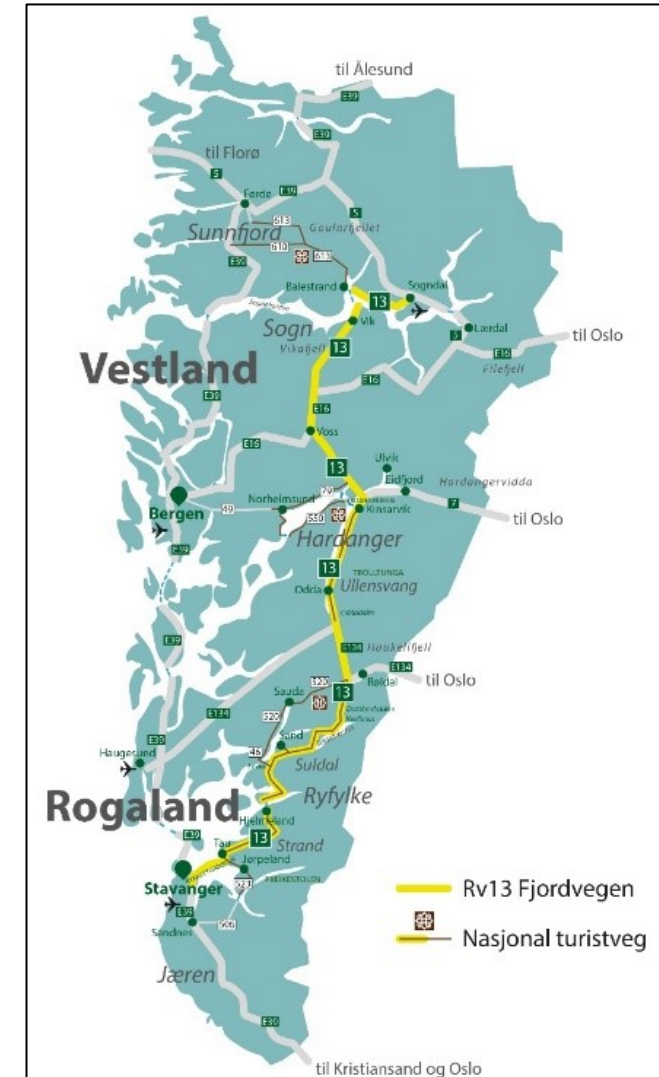 til Ålesund
E39
E39
til Florø
5
Førde
E39
5
613
Gaularfjellet
Sunnfjord
610
613
E39
Balestrand
Sogndal
13
Sogn
Vik
Lærdal
Vikafjell
13
5
til Oslo
E16
Filefjell
Vestland
E16
E39
E16
Voss
E16
13
Ulvik
Eidfjord
Hardangervidda
79
Norheimsund
Bergen
49
550
Kinsarvik
7
til Oslo
Hardanger
E39
13
TROLLTUNGA
Ullensvang
Odda
E39
E134
Haukelifjell
520
E134
Røldal
til Oslo
Sauda
13
E134
520
Sand
46
E39
Haugesund
Suldal
Rogaland
Ryfylke
Hjelmeland
13
E39
Tau
Strand
Jørpeland
Stavanger
523
PREIKESTOLEN
E39
Sandnes
506
Rv13 Fjordvegen
Nasjonal turistveg
Jæren
E39
til Kristiansand og Oslo